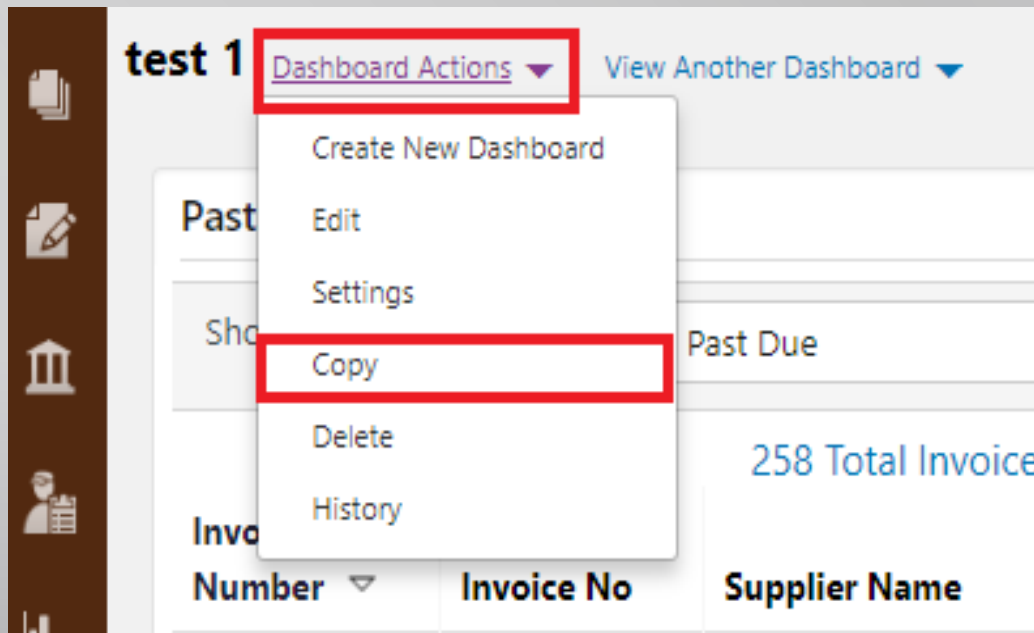 test 1 Dashboard Actions View Another Dashboard
Create New Dashboard
Past
Edit
Settings
Sho
Past Due
Copy
Delete
258 Total Invoice
History
Invo
Number Invoice No Supplier Name